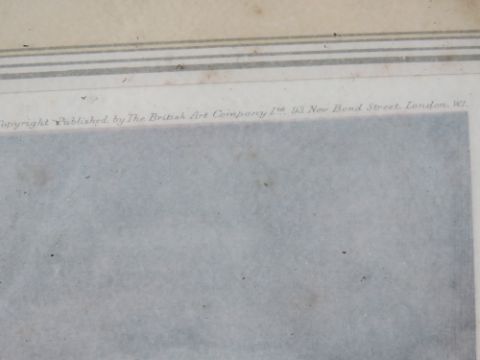 Copyright Published by The British Art Company Ltd. 93 New Bond Street, London, W.1.